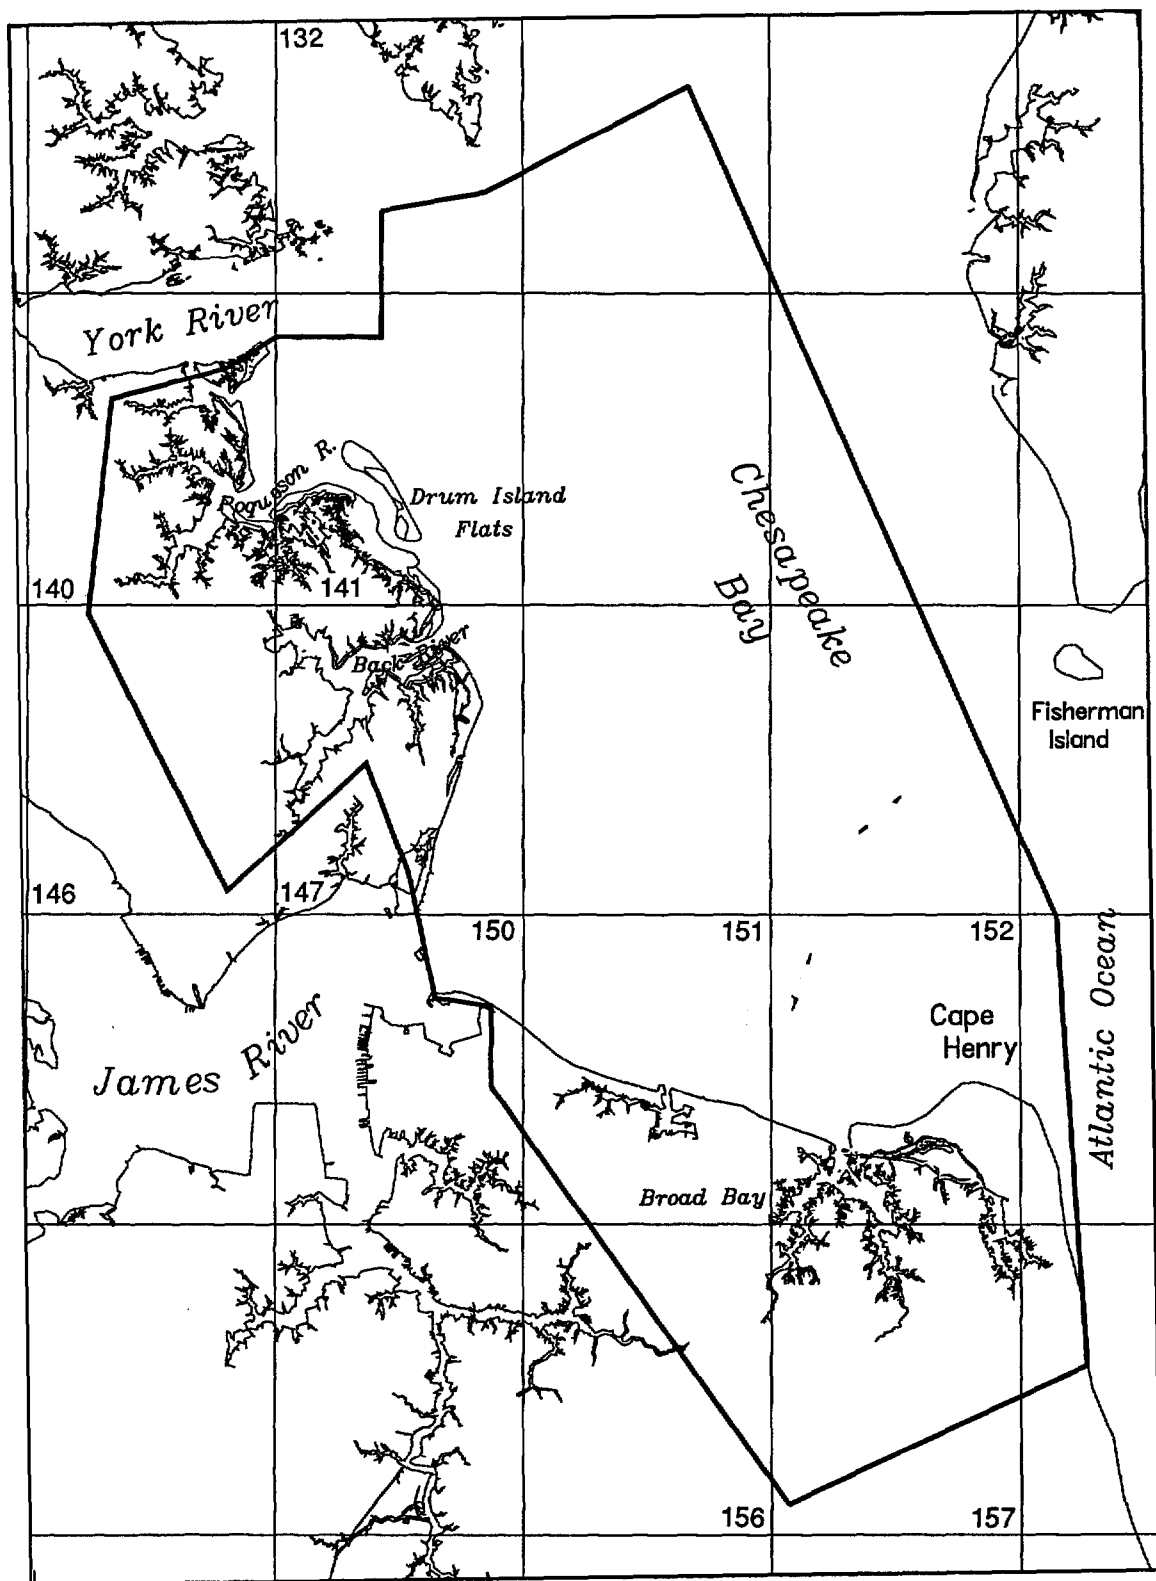 132
York River
Poquoson R.
Drum Island
Flats
Chesapeake
Bay
140
141
Back River
Fisherman
Island
146
147
150
151
152
Atlantic Ocean
Cape
Henry
James River
Broad Bay
156
157